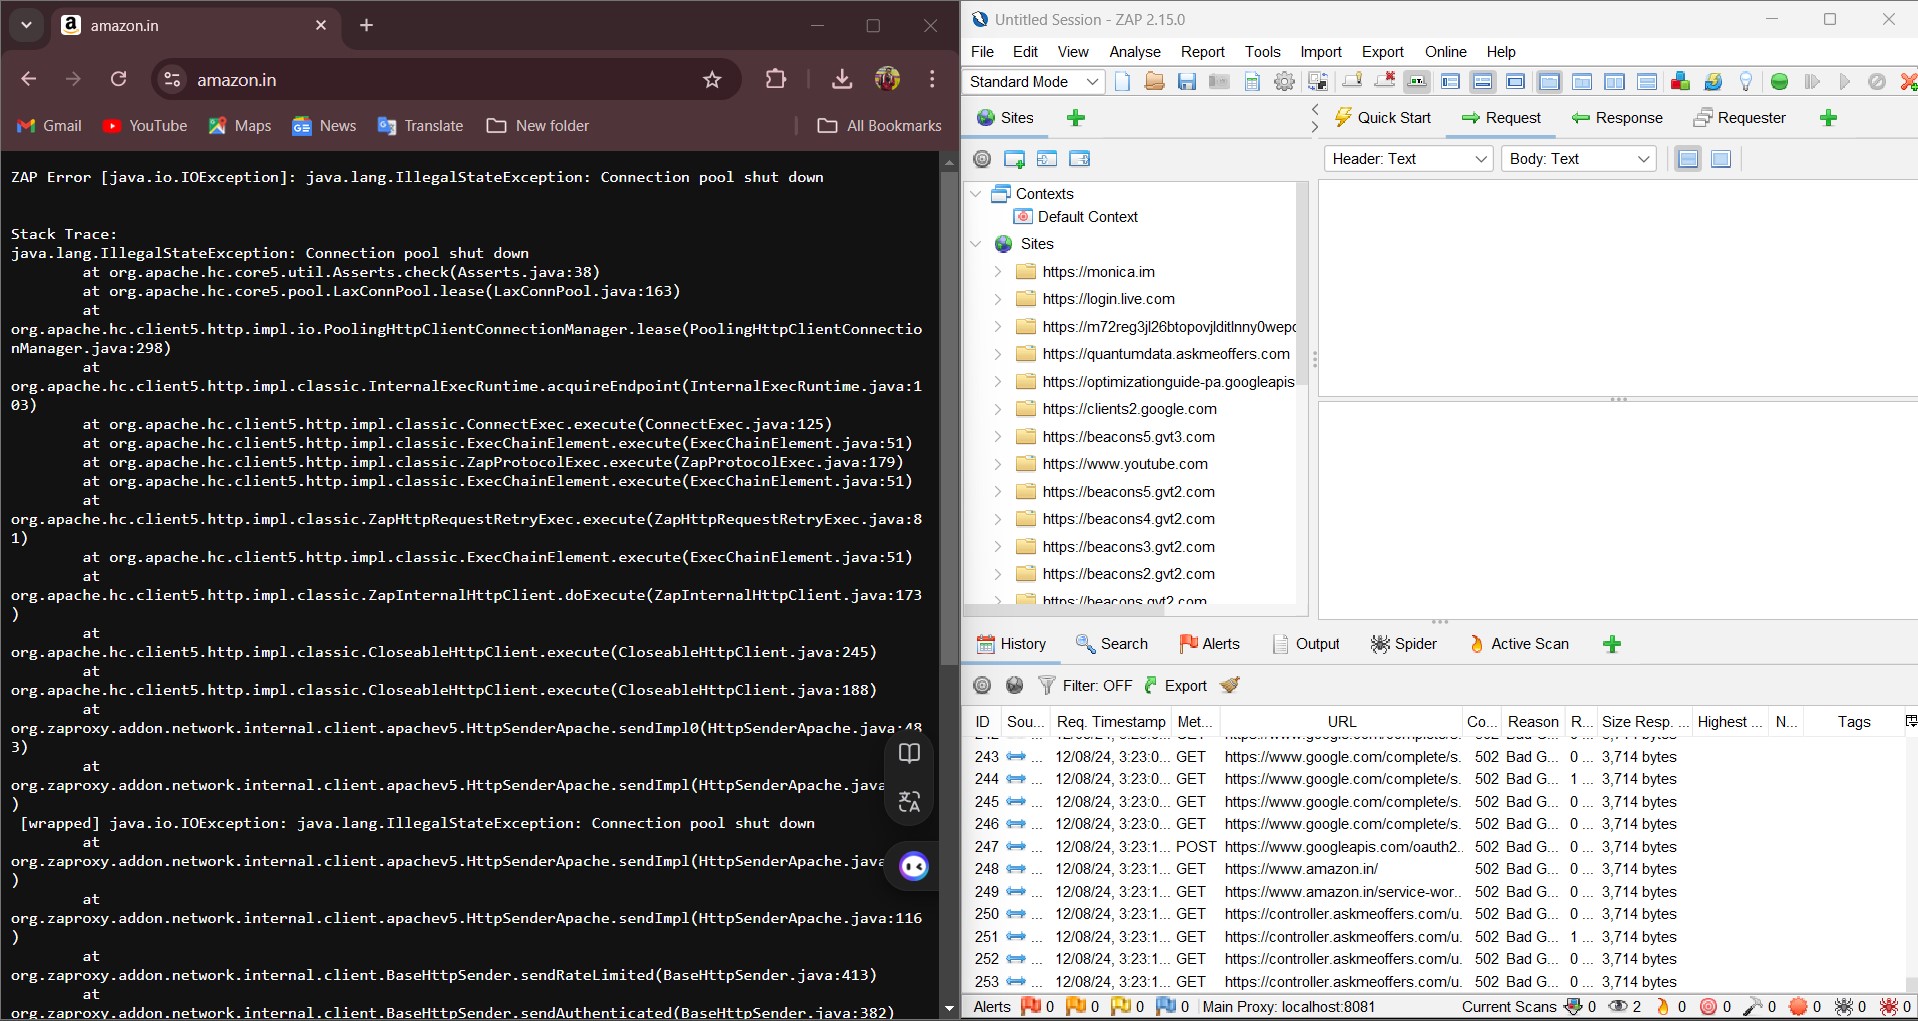 amazon.in
amazon.in
Gmail
YouTube
Maps
News
Translate
New folder
All Bookmarks
ZAP Error [java.io.IOException]: java.lang.IllegalStateException: Connection pool shut down
Stack Trace:
java.lang.IllegalStateException: Connection pool shut down
at org.apache.hc.core5.util.Asserts.check(Asserts.java:38)
at org.apache.hc.core5.pool.LaxConnPool.lease(LaxConnPool.java:163)
at
org.apache.hc.client5.http.impl.io.PoolingHttpClientConnectionManager.lease(PoolingHttpClientConnectio
nManager.java:298)
at
org.apache.hc.client5.http.impl.classic.InternalExecRuntime.acquireEndpoint(InternalExecRuntime.java:1
03)
at org.apache.hc.client5.http.impl.classic.ConnectExec.execute(ConnectExec.java:125)
at org.apache.hc.client5.http.impl.classic.ExecChainElement.execute(ExecChainElement.java:51)
at org.apache.hc.client5.http.impl.classic.ZapProtocolExec.execute(ZapProtocolExec.java:179)
at org.apache.hc.client5.http.impl.classic.ExecChainElement.execute(ExecChainElement.java:51)
at
org.apache.hc.client5.http.impl.classic.ZapHttpRequestRetryExec.execute(ZapHttpRequestRetryExec.java:8
1)
at org.apache.hc.client5.http.impl.classic.ExecChainElement.execute(ExecChainElement.java:51)
at
org.apache.hc.client5.http.impl.classic.ZapInternalHttpClient.doExecute(ZapInternalHttpClient.java:173
)
at
org.apache.hc.client5.http.impl.classic.CloseableHttpClient.execute(CloseableHttpClient.java:245)
at
org.apache.hc.client5.http.impl.classic.CloseableHttpClient.execute(CloseableHttpClient.java:188)
at
org.zaproxy.addon.network.internal.client.apachev5.HttpSenderApache.sendImpl0(HttpSenderApache.java:48
3)
at
org.zaproxy.addon.network.internal.client.apachev5.HttpSenderApache.sendImpl(HttpSenderApache.java
)
[wrapped] java.io.IOException: java.lang.IllegalStateException: Connection pool shut down
at
org.zaproxy.addon.network.internal.client.apachev5.HttpSenderApache.sendImpl(HttpSenderApache.java
)
at
org.zaproxy.addon.network.internal.client.apachev5.HttpSenderApache.sendImpl(HttpSenderApache.java:116
)
at
org.zaproxy.addon.network.internal.client.BaseHttpSender.sendRateLimited(BaseHttpSender.java:413)
at
org.zaproxy.addon.network.internal.client.BaseHttpSender.sendAuthenticated(BaseHttpSender.java:382)
Untitled Session - ZAP 2.15.0
File Edit View Analyse Report Tools Import Export Online Help
Standard Mode
Sites
Quick Start
Request
Response
Requester
Header: Text
Body: Text
Contexts
Default Context
Sites
https://monica.im
https://login.live.com
https://m72reg3jl26btopovjlditlnny0wepc
https://quantumdata.askmeoffers.com
https://optimizationguide-pa.googleapis
https://clients2.google.com
https://beacons5.gvt3.com
https://www.youtube.com
https://beacons5.gvt2.com
https://beacons4.gvt2.com
https://beacons3.gvt2.com
https://beacons2.gvt2.com
https://beacons.gvt2.com
History
Search
Alerts
Output
Spider
Active Scan
Filter: OFF
Export
ID Sou... Req. Timestamp Met... URL Co... Reason R... Size Resp. ... Highest ... N... Tags
243 ... 12/08/24, 3:23:0... GET https://www.google.com/complete/s. 502 Bad G... 0 ... 3,714 bytes
244 ... 12/08/24, 3:23:0... GET https://www.google.com/complete/s. 502 Bad G... 1 ... 3,714 bytes
245 ... 12/08/24, 3:23:0... GET https://www.google.com/complete/s. 502 Bad G... 0 ... 3,714 bytes
246 ... 12/08/24, 3:23:0... GET https://www.google.com/complete/s. 502 Bad G... 0 ... 3,714 bytes
247 ... 12/08/24, 3:23:1... POST https://www.googleapis.com/oauth2.. 502 Bad G... 0 ... 3,714 bytes
248 ... 12/08/24, 3:23:1... GET https://www.amazon.in/ 502 Bad G... 0 ... 3,714 bytes
249 ... 12/08/24, 3:23:1... GET https://www.amazon.in/service-wor.. 502 Bad G... 0 ... 3,714 bytes
250 ... 12/08/24, 3:23:1... GET https://controller.askmeoffers.com/u. 502 Bad G... 0 ... 3,714 bytes
251 ... 12/08/24, 3:23:1... GET https://controller.askmeoffers.com/u. 502 Bad G... 1 ... 3,714 bytes
252 ... 12/08/24, 3:23:1... GET https://controller.askmeoffers.com/u. 502 Bad G... 0 ... 3,714 bytes
253 ... 12/08/24, 3:23:1... GET https://controller.askmeoffers.com/u. 502 Bad G... 0 ... 3,714 bytes
Alerts 0 0 0 0 Main Proxy: localhost:8081 Current Scans 0 2 0 0 0 0 0 0